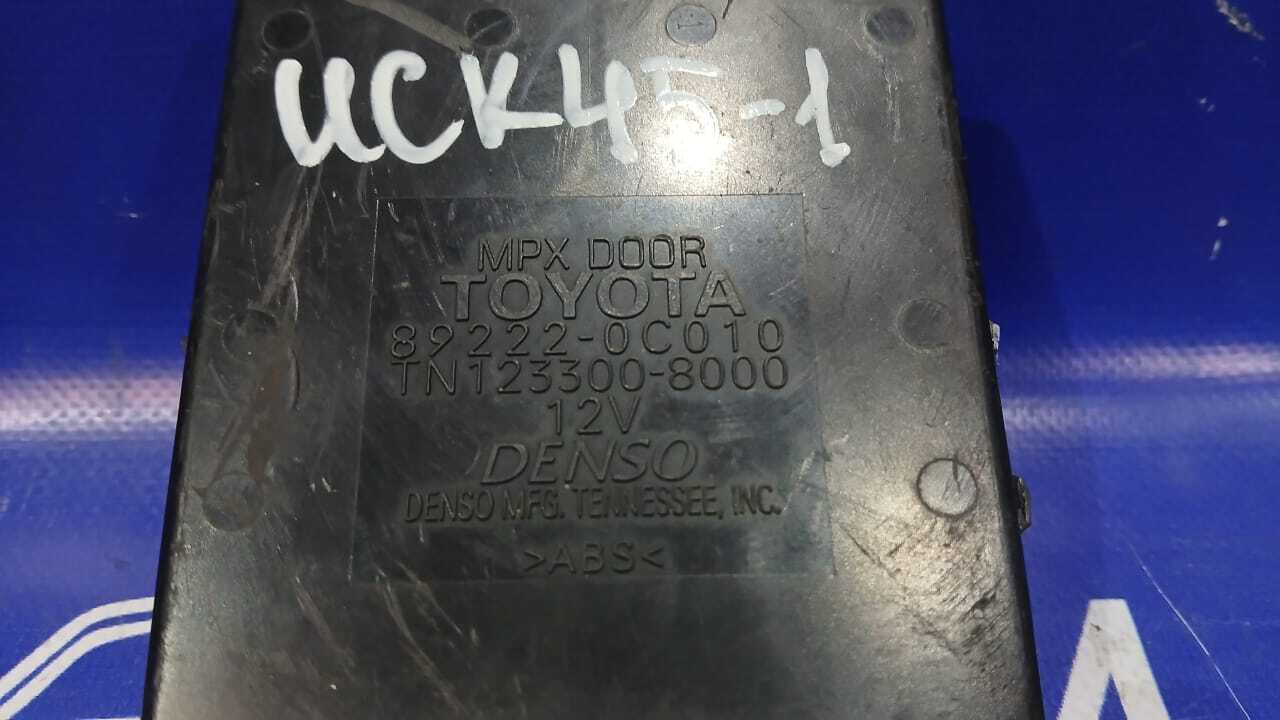 UCK45-1
MPX DOOR
TOYOTA
89222-0C010
TN123300-8000
12V
DENSO
DENSO MFG. TENNESSEE, INC.
>ABS<